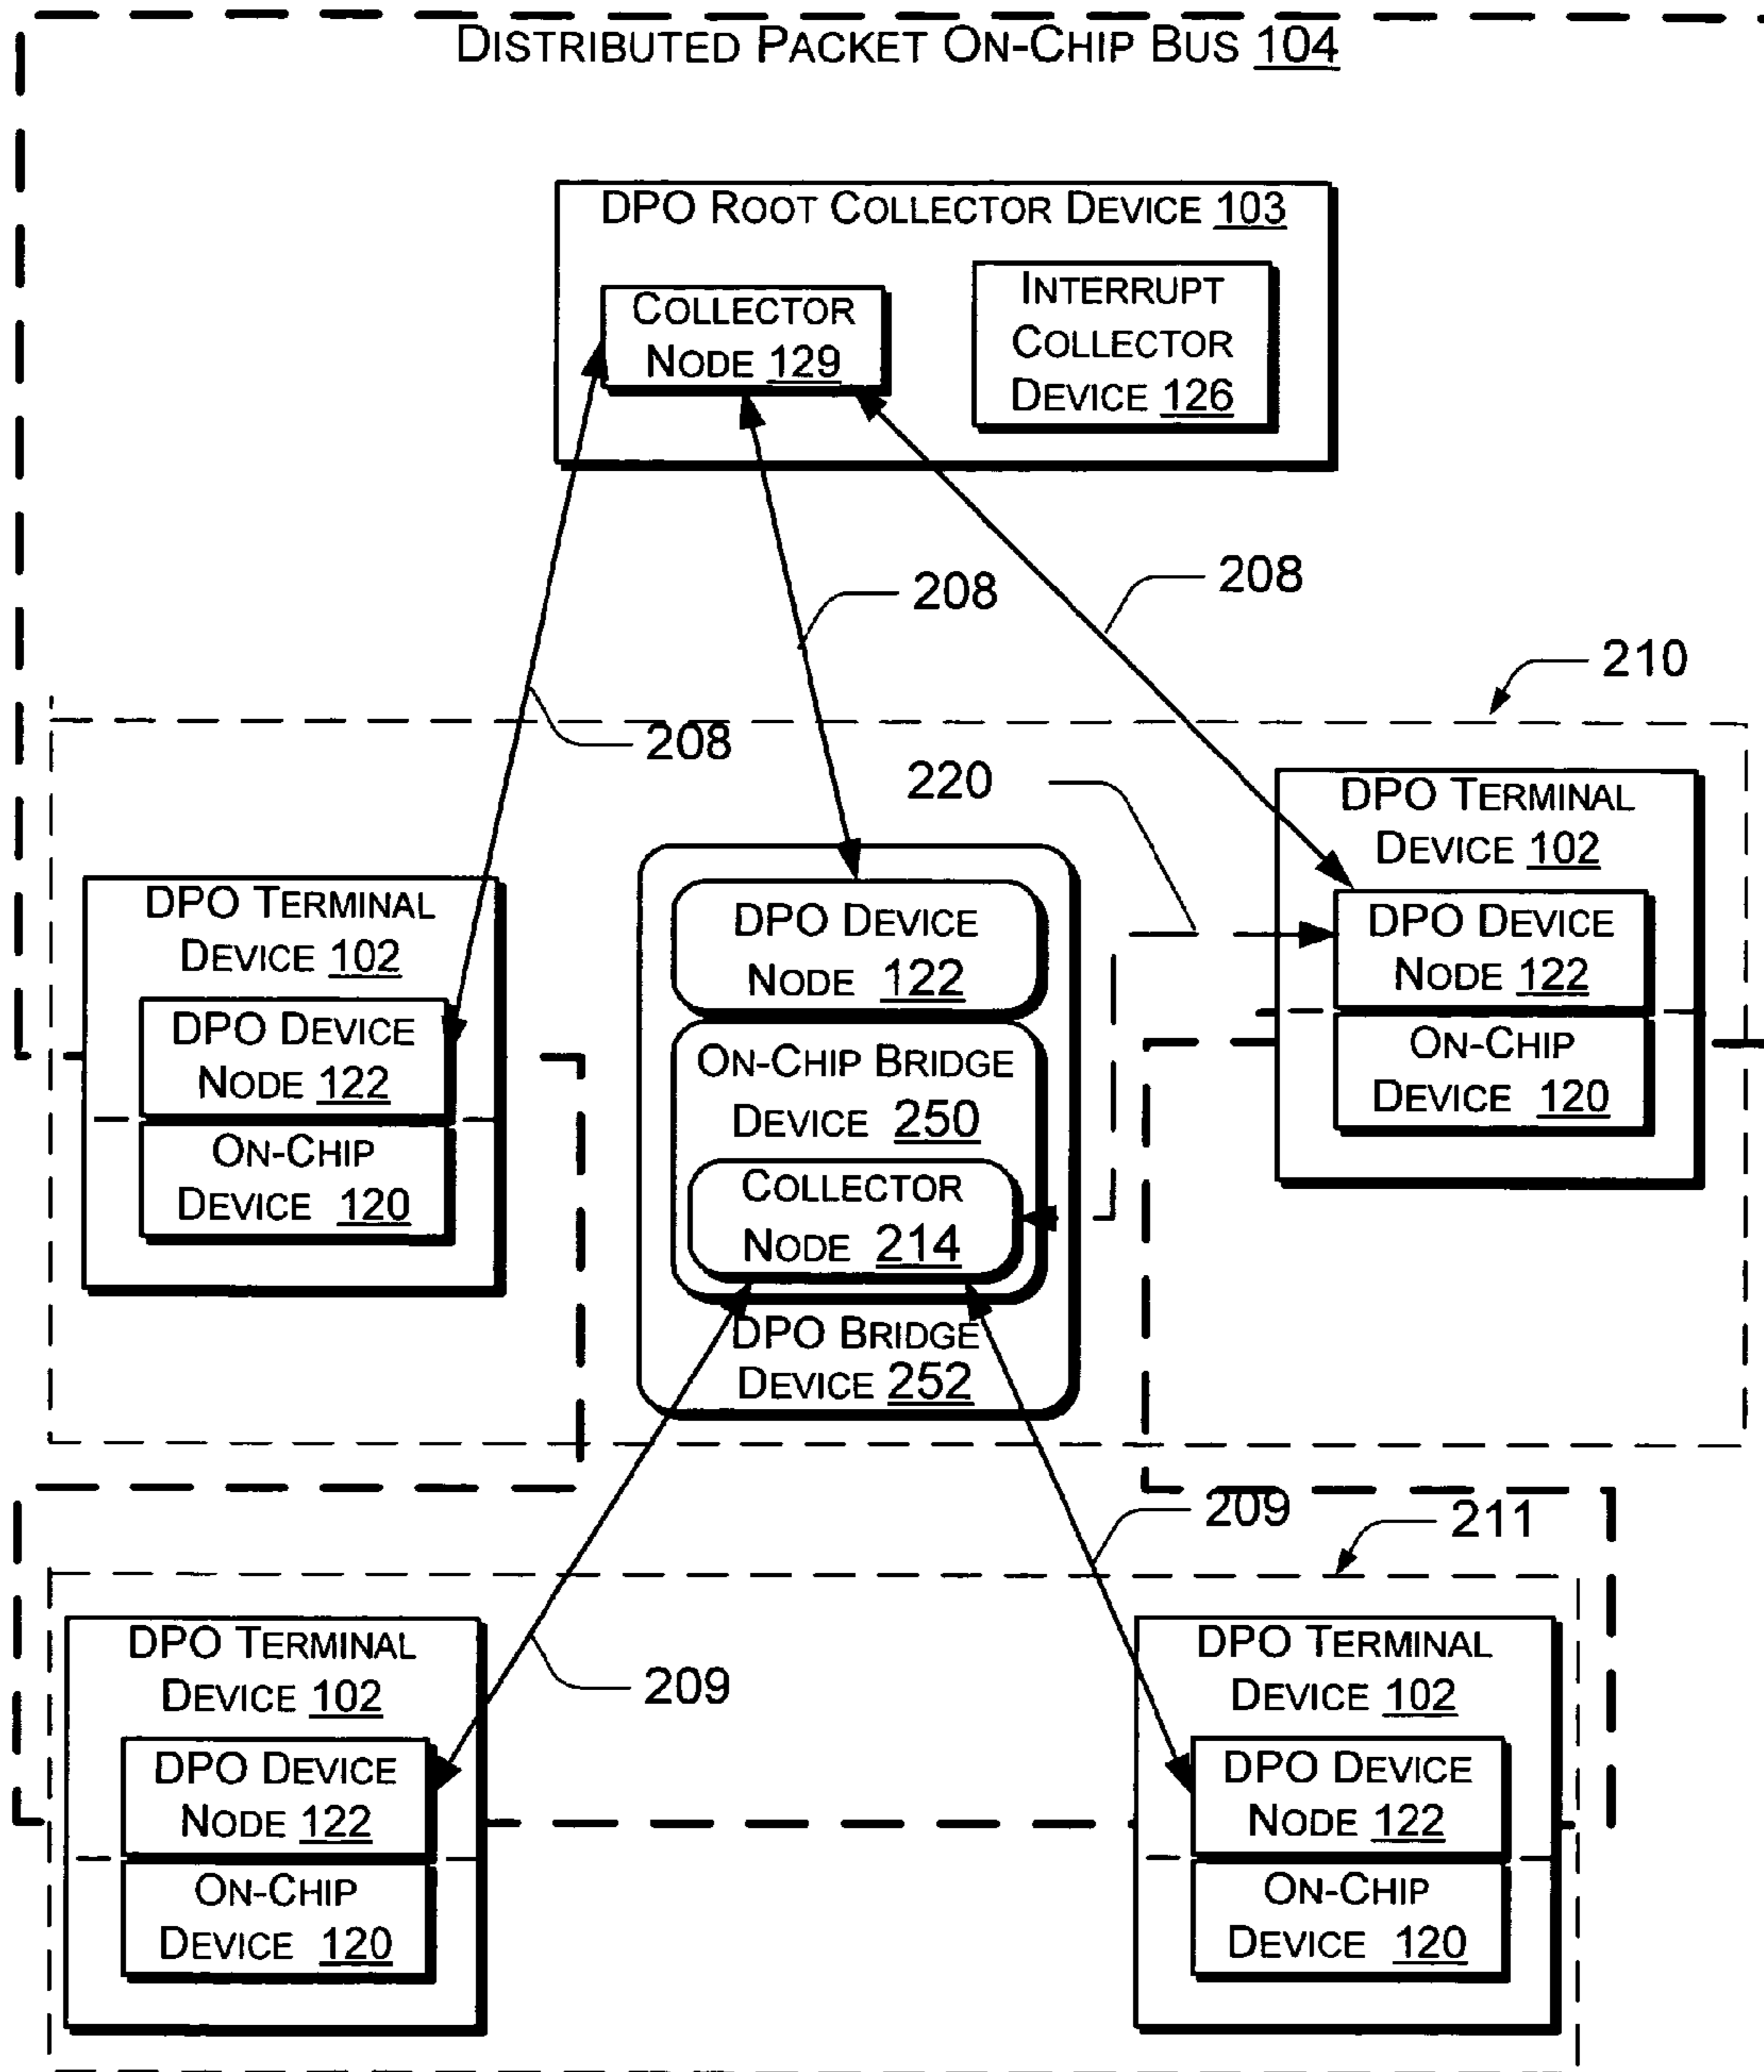 DISTRIBUTED PACKET ON-CHIP BUS 104
DPO ROOT COLLECTOR DEVICE 103
COLLECTOR
NODE 129
INTERRUPT
COLLECTOR
DEVICE 126
208
208
208
210
220
DPO TERMINAL
DEVICE 102
DPO DEVICE
NODE 122
ON-CHIP
DEVICE 120
DPO DEVICE
NODE 122
ON-CHIP BRIDGE
DEVICE 250
COLLECTOR
NODE 214
DPO BRIDGE
DEVICE 252
DPO TERMINAL
DEVICE 102
DPO DEVICE
NODE 122
ON-CHIP
DEVICE 120
209
211
209
DPO TERMINAL
DEVICE 102
DPO DEVICE
NODE 122
ON-CHIP
DEVICE 120
DPO TERMINAL
DEVICE 102
DPO DEVICE
NODE 122
ON-CHIP
DEVICE 120